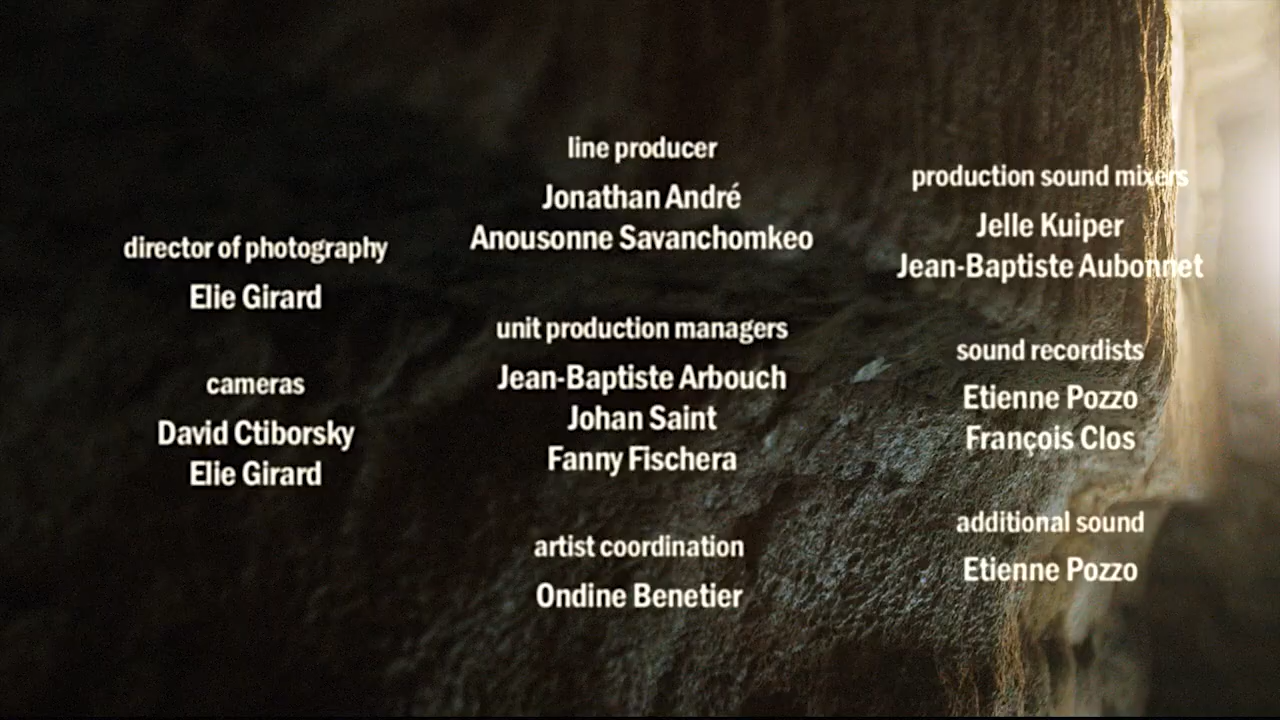 director of photography
Elie Girard
cameras
David Ctiborsky
Elie Girard
line producer
Jonathan André
Anousonne Savanchomkeo
unit production managers
Jean-Baptiste Arbouch
Johan Saint
Fanny Fischera
artist coordination
Ondine Benetier
production sound mixers
Jelle Kuiper
Jean-Baptiste Aubonnet
sound recordists
Etienne Pozzo
François Clos
additional sound
Etienne Pozzo